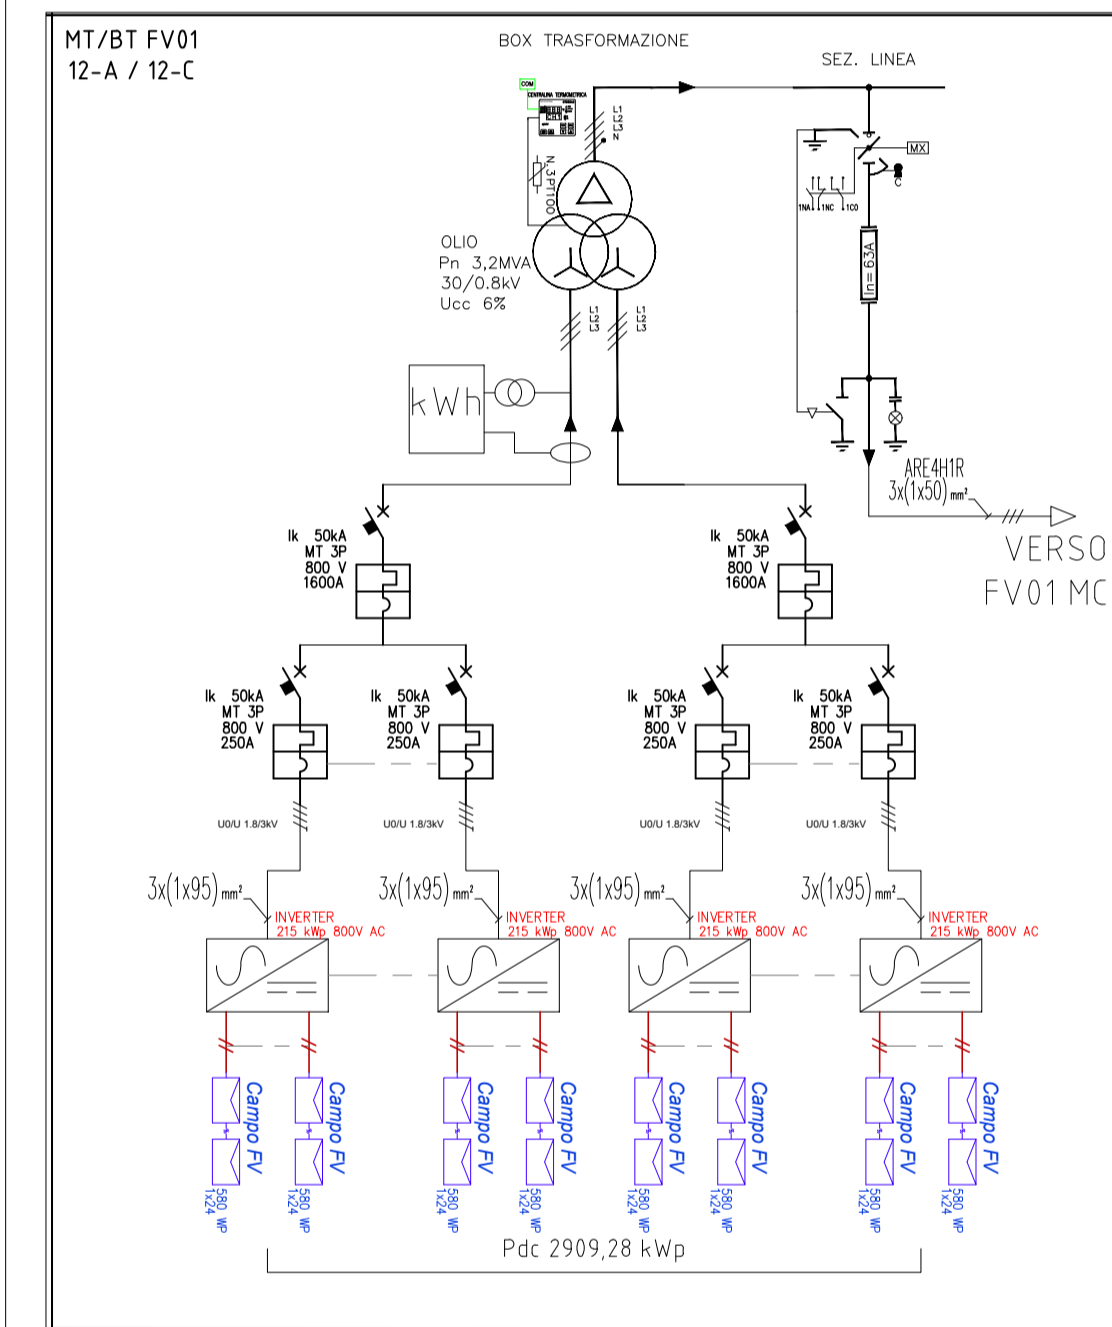 MT/BT FV01
12-A / 12-C
BOX TRASFORMAZIONE
SEZ. LINEA
COM
CENTRALINA TERMOMETRICA
CH1
L1
L2
L3
N
N.3PT100
MX
C
1NA
1NC
1CO
In= 63A
OLIO
Pn 3,2MVA
30/0.8kV
Ucc 6%
L1
L2
L3
L1
L2
L3
kWh
ARE4H1R
3x(1x50) mm²
VERSO
FV01 MC
Ik 50kA
MT 3P
800 V
1600A
Ik 50kA
MT 3P
800 V
1600A
Ik 50kA
MT 3P
800 V
250A
Ik 50kA
MT 3P
800 V
250A
Ik 50kA
MT 3P
800 V
250A
Ik 50kA
MT 3P
800 V
250A
U0/U 1.8/3kV
U0/U 1.8/3kV
U0/U 1.8/3kV
U0/U 1.8/3kV
3x(1x95) mm²
3x(1x95) mm²
3x(1x95) mm²
3x(1x95) mm²
INVERTER
215 kWp 800V AC
INVERTER
215 kWp 800V AC
INVERTER
215 kWp 800V AC
INVERTER
215 kWp 800V AC
Campo FV
Campo FV
Campo FV
Campo FV
Campo FV
Campo FV
Campo FV
Campo FV
580 WP
1x24
580 WP
1x24
580 WP
1x24
580 WP
1x24
580 WP
1x24
580 WP
1x24
580 WP
1x24
580 WP
1x24
Pdc 2909,28 kWp